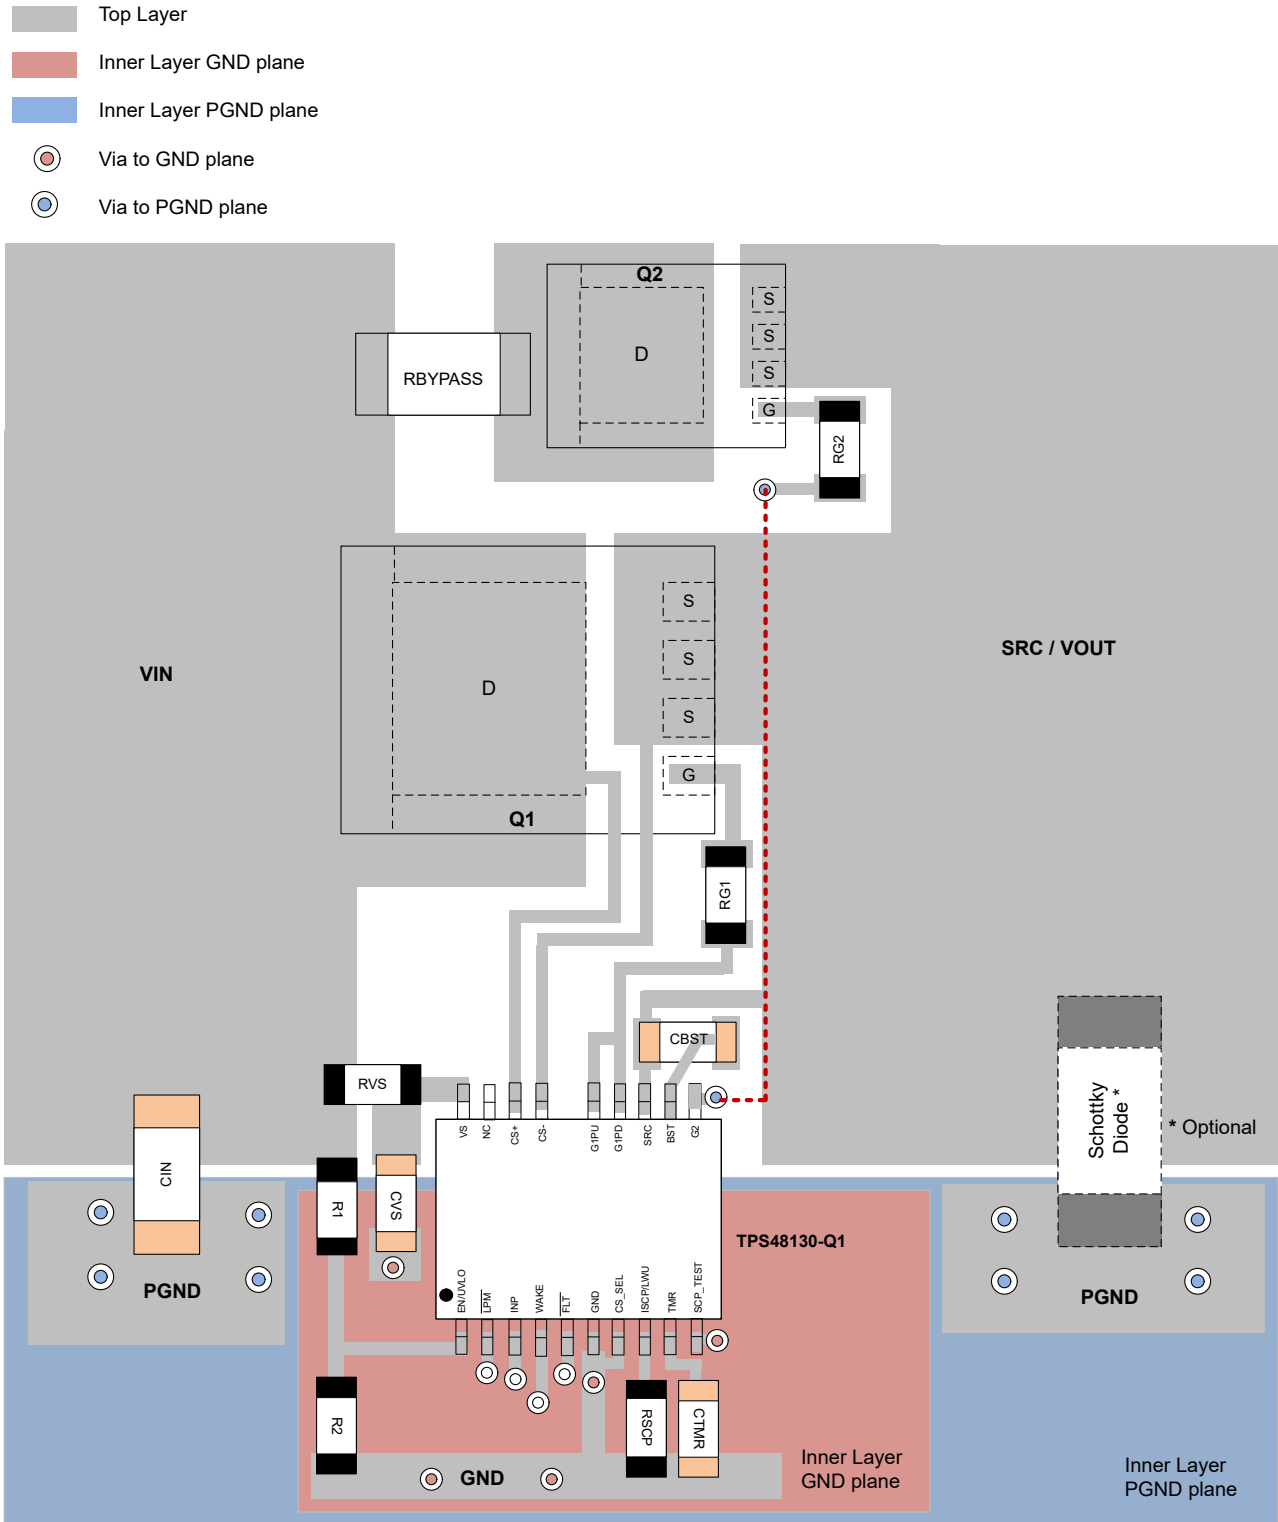 Top Layer
Inner Layer GND plane
Inner Layer PGND plane
Via to GND plane
Via to PGND plane
Q2
S
S
D
RBYPASS
S
G
RG2
S
VIN
SRC / VOUT
S
D
S
G
Q1
RG1
CBST
RVS
Schottky
Diode *
* Optional
VS
NC
CS+
CS-
G1PU
G1PD
SRC
BST
G2
CIN
R1
CVS
TPS48130-Q1
PGND
PGND
EN/UVLO
LPM
INP
WAKE
FLT
GND
CS_SEL
ISCP/LWU
TMR
SCP_TEST
R2
RSCP
CTMR
GND
Inner Layer
GND plane
Inner Layer
PGND plane